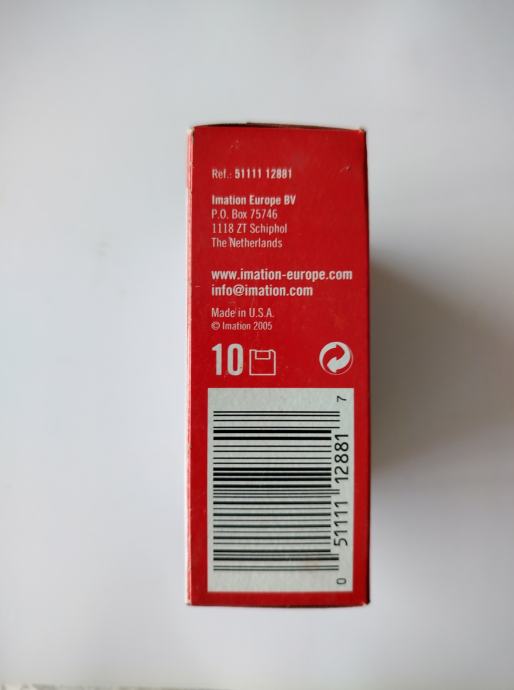 Ref.: 51111 12881
Imation Europe BV
P.O. Box 75746
1118 ZT Schiphol
The Netherlands
www.imation-europe.com
info@imation.com
Made in U.S.A.
© Imation 2005
10
0 51111 12881 7